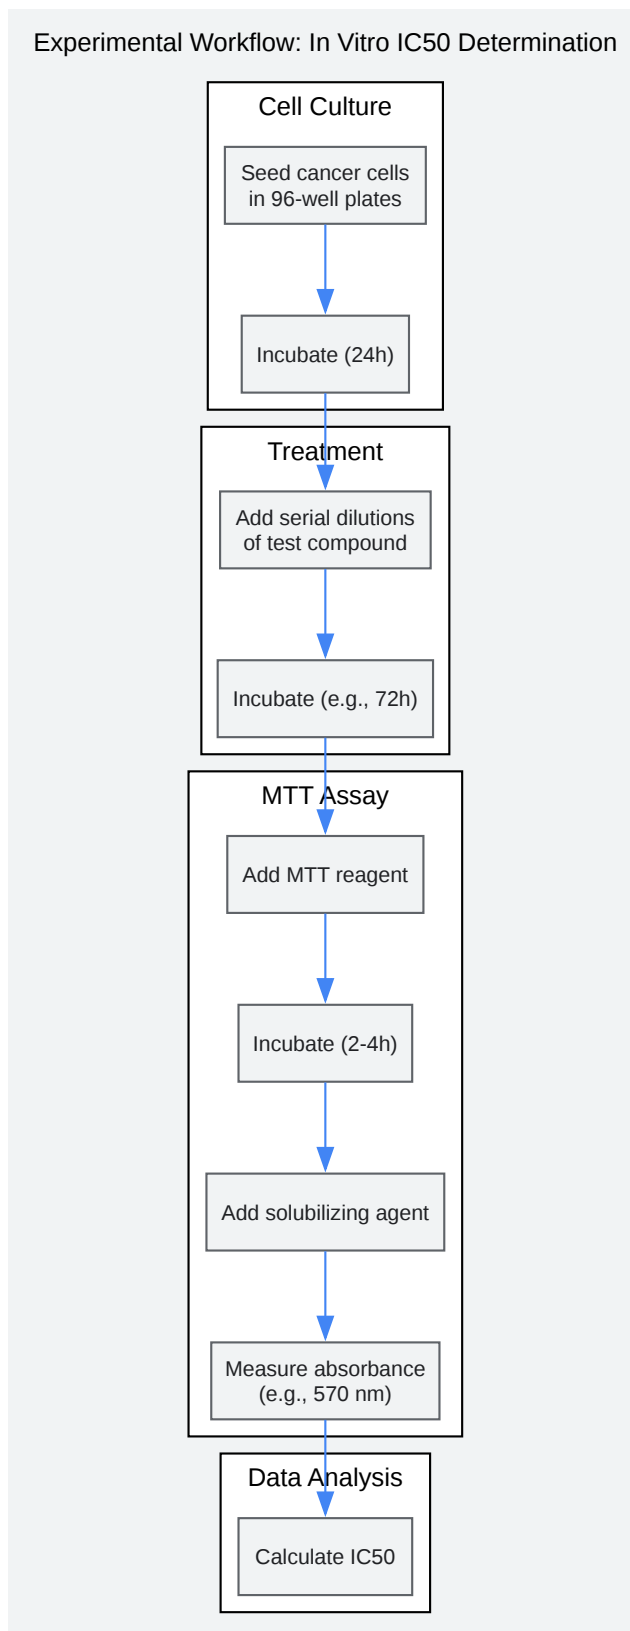 Experimental Workflow: In Vitro IC50 Determination
Cell Culture
Seed cancer cells
in 96-well plates
Incubate (24h)
Treatment
Add serial dilutions
of test compound
Incubate (e.g., 72h)
MTT Assay
Add MTT reagent
Incubate (2-4h)
Add solubilizing agent
Measure absorbance
(e.g., 570 nm)
Data Analysis
Calculate IC50